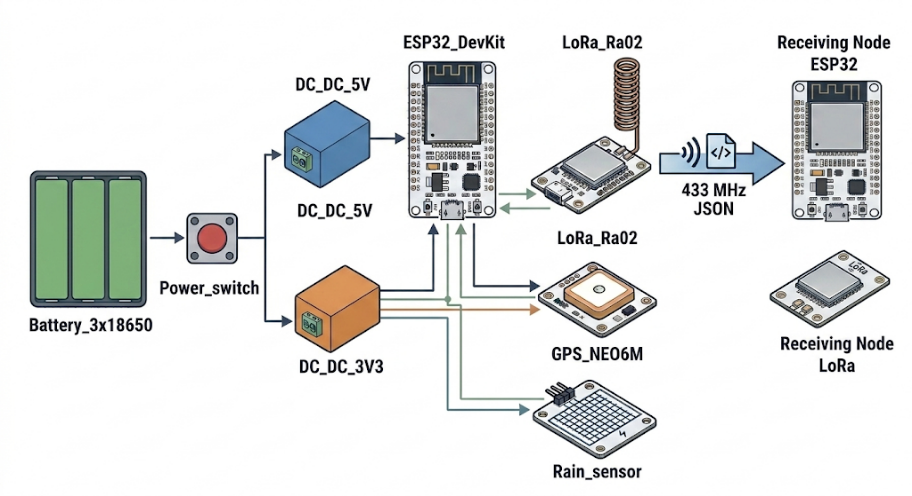 ESP32_DevKit
LoRa_Ra02
Receiving Node
ESP32
DC_DC_5V
DC_DC_5V
433 MHz
JSON
LoRa_Ra02
LoRa
Power_switch
Battery_3x18650
DC_DC_3V3
GPS_NEO6M
Receiving Node
LoRa
Rain_sensor